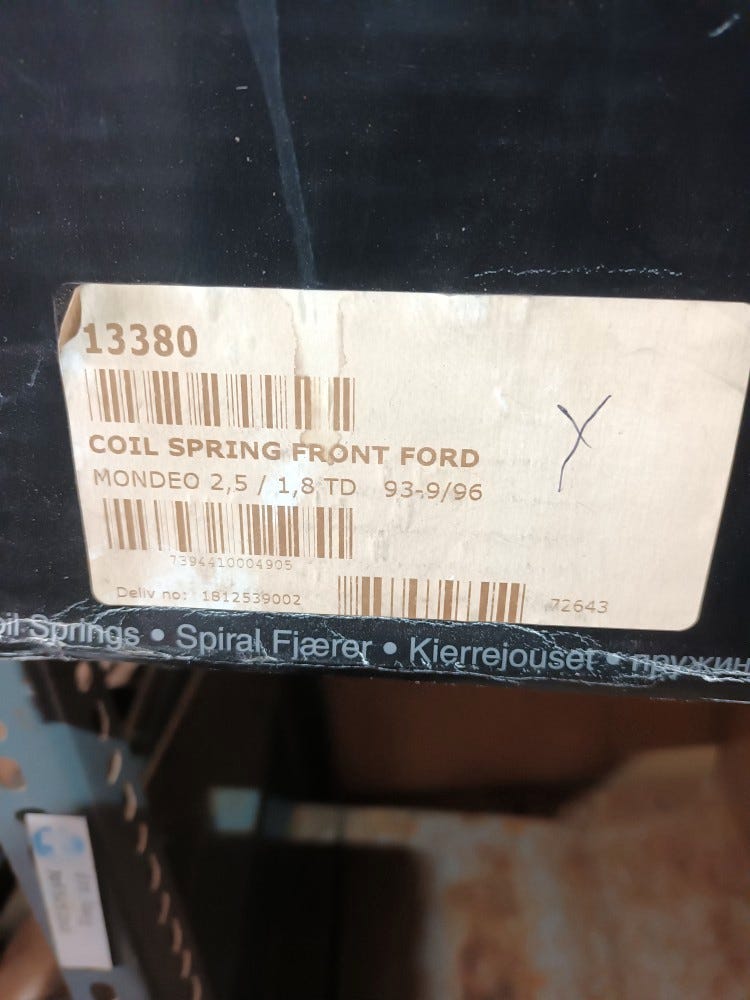 13380
COIL SPRING FRONT FORD
MONDEO 2,5 / 1,8 TD 93-9/96
7394410004905
Deliv no: 1812539002 72643
Springs • Spiral Fjærer • Kierrejouset •